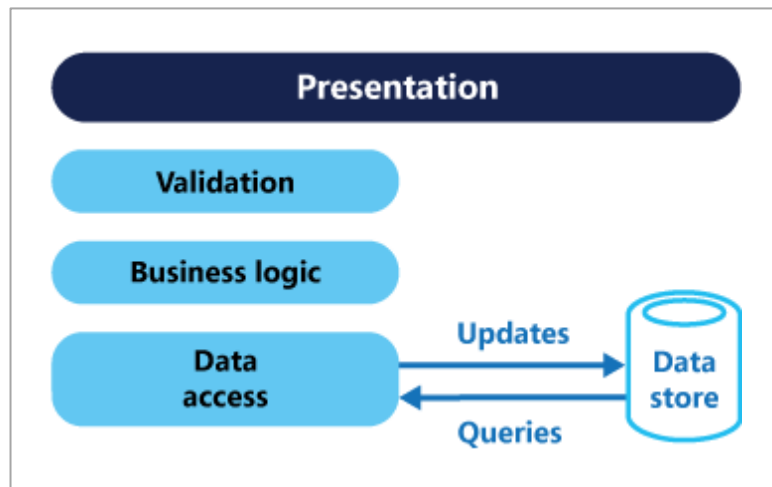 Presentation
Validation
Business logic
Data
access
Updates
Queries
Data
store